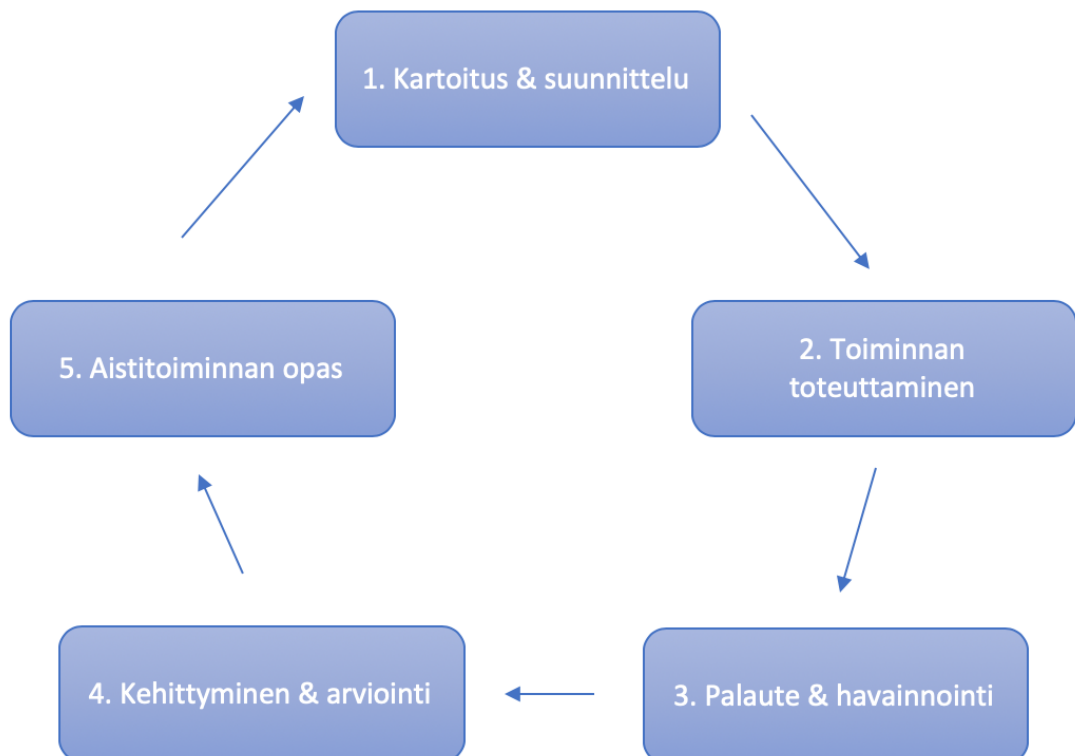 1. Kartoitus & suunnittelu
2. Toiminnan
toteuttaminen
3. Palaute & havainnointi
4. Kehittyminen & arviointi
5. Aistitoiminnan opas